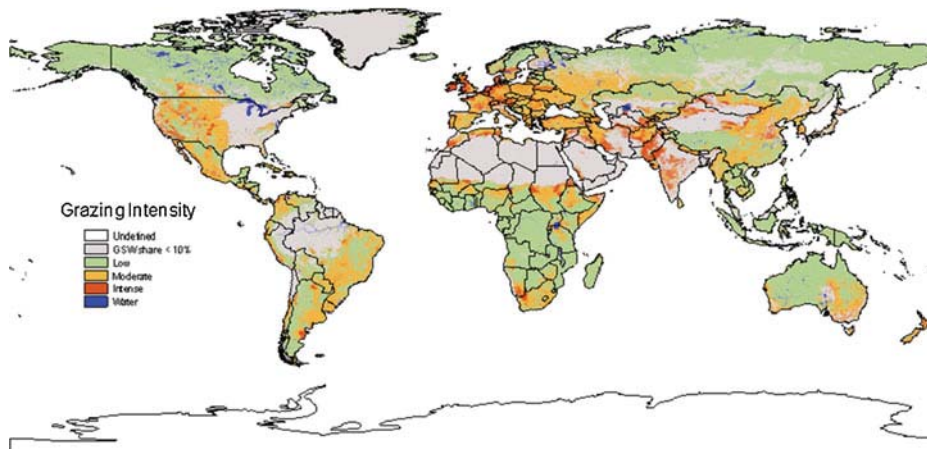 Grazing Intensity
Undefined
GSWshare < 10%
Low
Moderate
Intense
Water